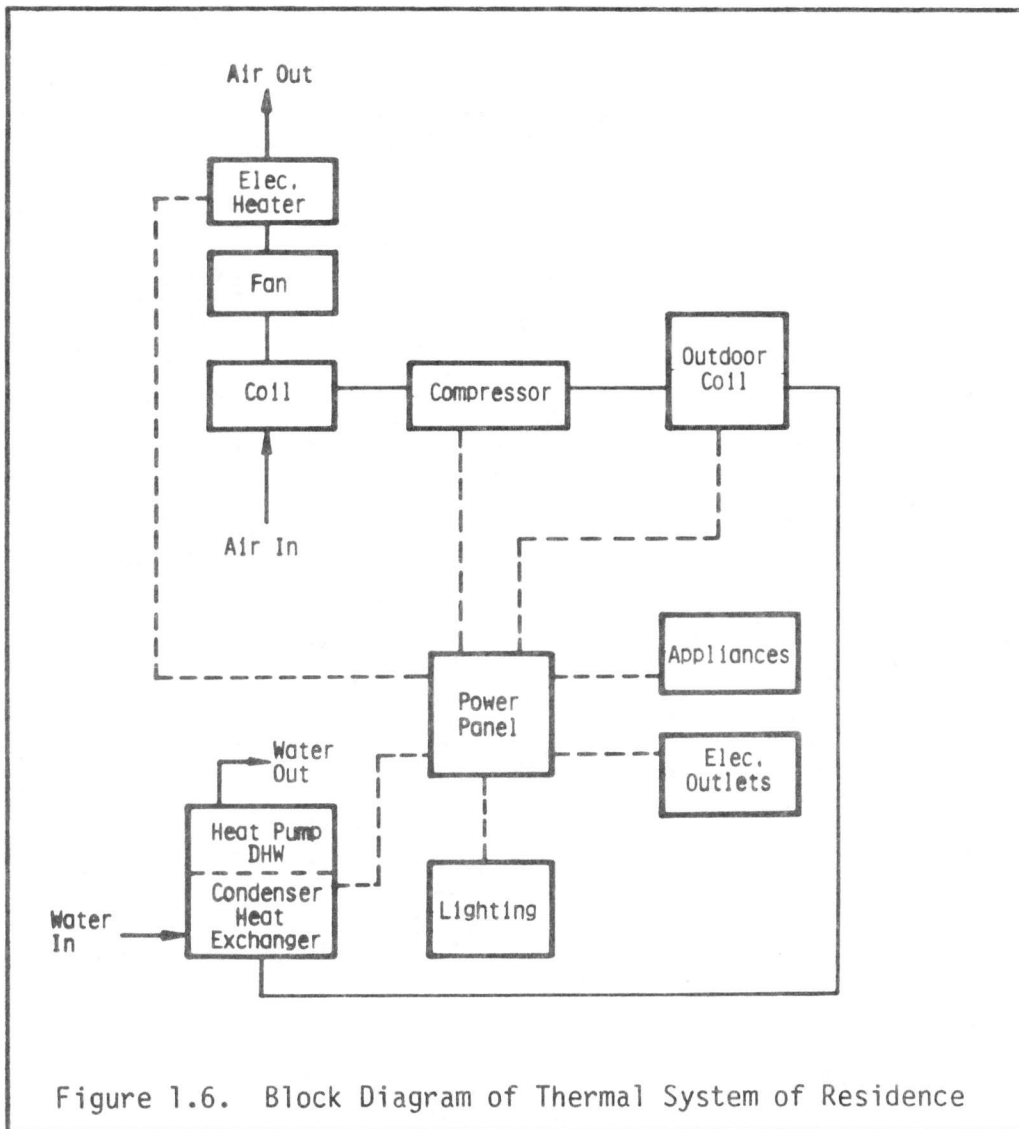 Air Out
Elec.
Heater
Fan
Coil
Compressor
Outdoor
Coil
Air In
Appliances
Power
Panel
Elec.
Outlets
Water
Out
Heat Pump
DHW
Condenser
Heat
Exchanger
Water
In
Lighting
Figure 1.6. Block Diagram of Thermal System of Residence